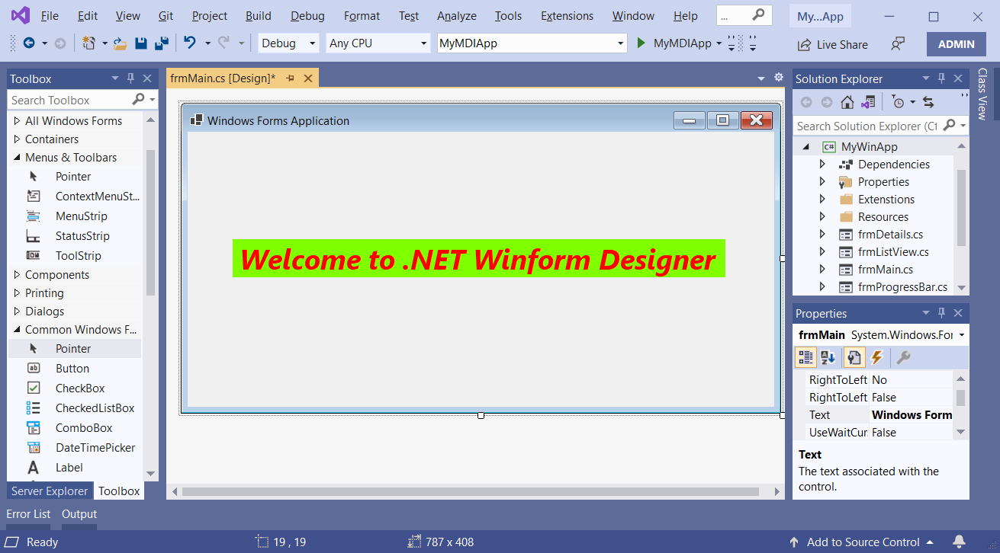 File Edit View Git Project Build Debug Format Test Analyze Tools Extensions Window Help ... My...App
Debug Any CPU MyMDIApp MyMDIApp Live Share ADMIN
Toolbox
Search Toolbox
All Windows Forms
Containers
Menus & Toolbars
Pointer
ContextMenuSt...
MenuStrip
StatusStrip
ToolStrip
Components
Printing
Dialogs
Common Windows F...
Pointer
Button
CheckBox
CheckedListBox
ComboBox
DateTimePicker
Label
Server Explorer Toolbox
frmMain.cs [Design]*
Windows Forms Application
Welcome to .NET Winform Designer
Solution Explorer
Search Solution Explorer (Ct
MyWinApp
Dependencies
Properties
Extenstions
Resources
frmDetails.cs
frmListView.cs
frmMain.cs
frmProgressBar.cs
Class View
Properties
frmMain System.Windows.For
RightToLeft No
RightToLeft False
Text Windows Form
UseWaitCur False
Text
The text associated with the
control.
Error List Output
Ready 19 , 19 787 x 408 Add to Source Control